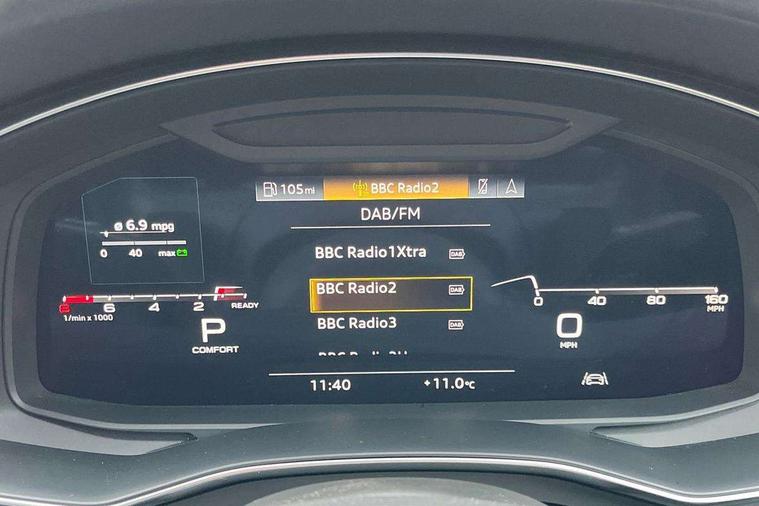 105mi BBC Radio2
DAB/FM
ø 6.9 mpg
0 40 max
BBC Radio1Xtra DAB
BBC Radio2 DAB
BBC Radio3 DAB
8 6 4 2 READY
1/min x 1000
P
COMFORT
0 40 80 160
MPH
0
MPH
11:40 +11.0°C